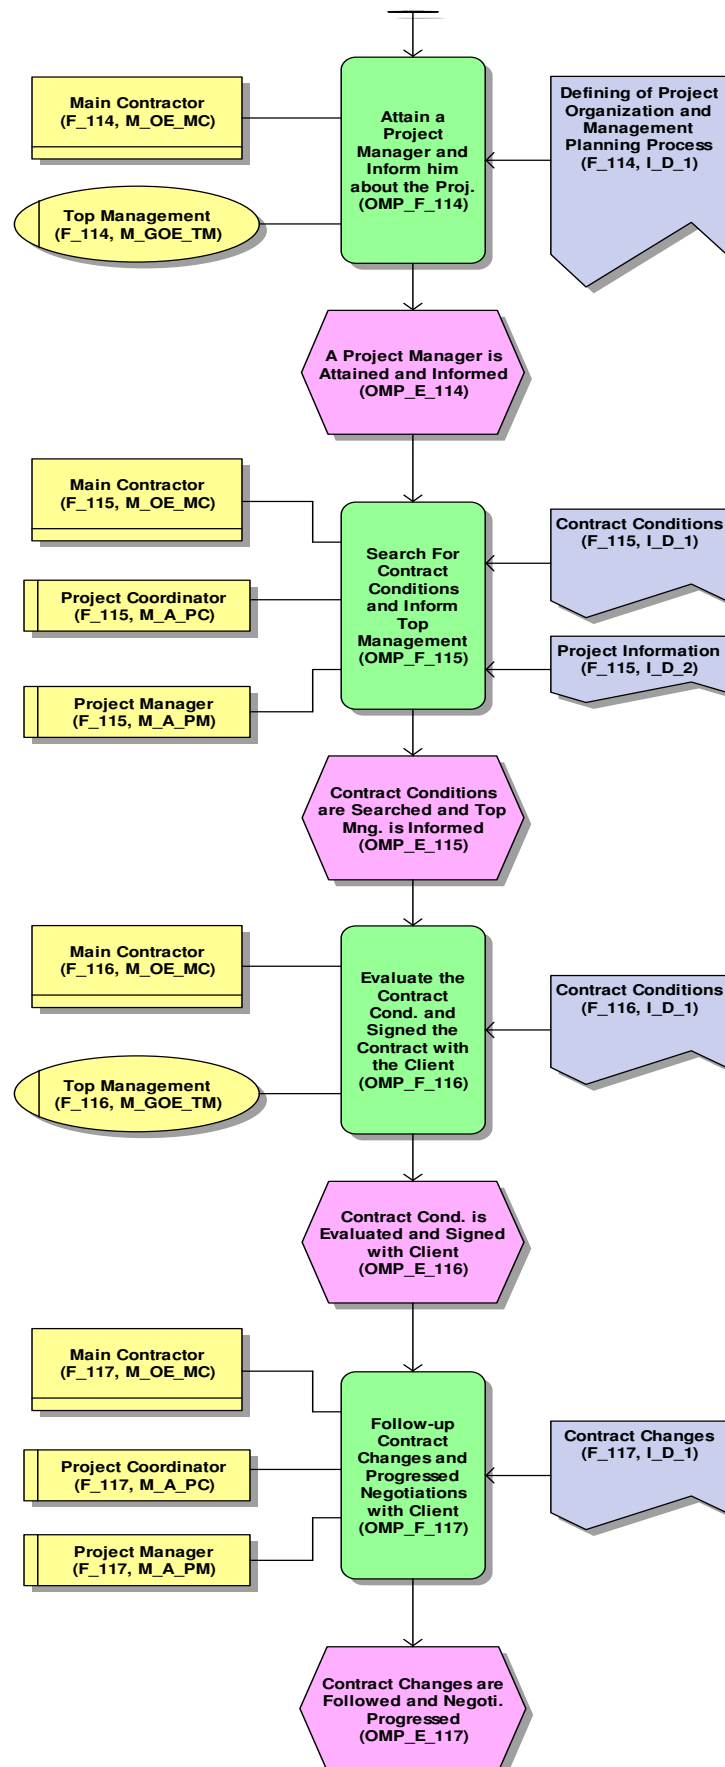 Main Contractor
(F_114, M_OE_MC)
Top Management
(F_114, M_GOE_TM)
Attain a
Project
Manager and
Inform him
about the Proj.
(OMP_F_114)
Defining of Project
Organization and
Management
Planning Process
(F_114, I_D_1)
A Project Manager is
Attained and Informed
(OMP_E_114)
Main Contractor
(F_115, M_OE_MC)
Project Coordinator
(F_115, M_A_PC)
Project Manager
(F_115, M_A_PM)
Search For
Contract
Conditions
and Inform
Top
Management
(OMP_F_115)
Contract Conditions
(F_115, I_D_1)
Project Information
(F_115, I_D_2)
Contract Conditions
are Searched and Top
Mng. is Informed
(OMP_E_115)
Main Contractor
(F_116, M_OE_MC)
Top Management
(F_116, M_GOE_TM)
Evaluate the
Contract
Cond. and
Signed the
Contract with
the Client
(OMP_F_116)
Contract Conditions
(F_116, I_D_1)
Contract Cond. is
Evaluated and Signed
with Client
(OMP_E_116)
Main Contractor
(F_117, M_OE_MC)
Project Coordinator
(F_117, M_A_PC)
Project Manager
(F_117, M_A_PM)
Follow-up
Contract
Changes and
Progressed
Negotiations
with Client
(OMP_F_117)
Contract Changes
(F_117, I_D_1)
Contract Changes are
Followed and Negoti.
Progressed
(OMP_E_117)